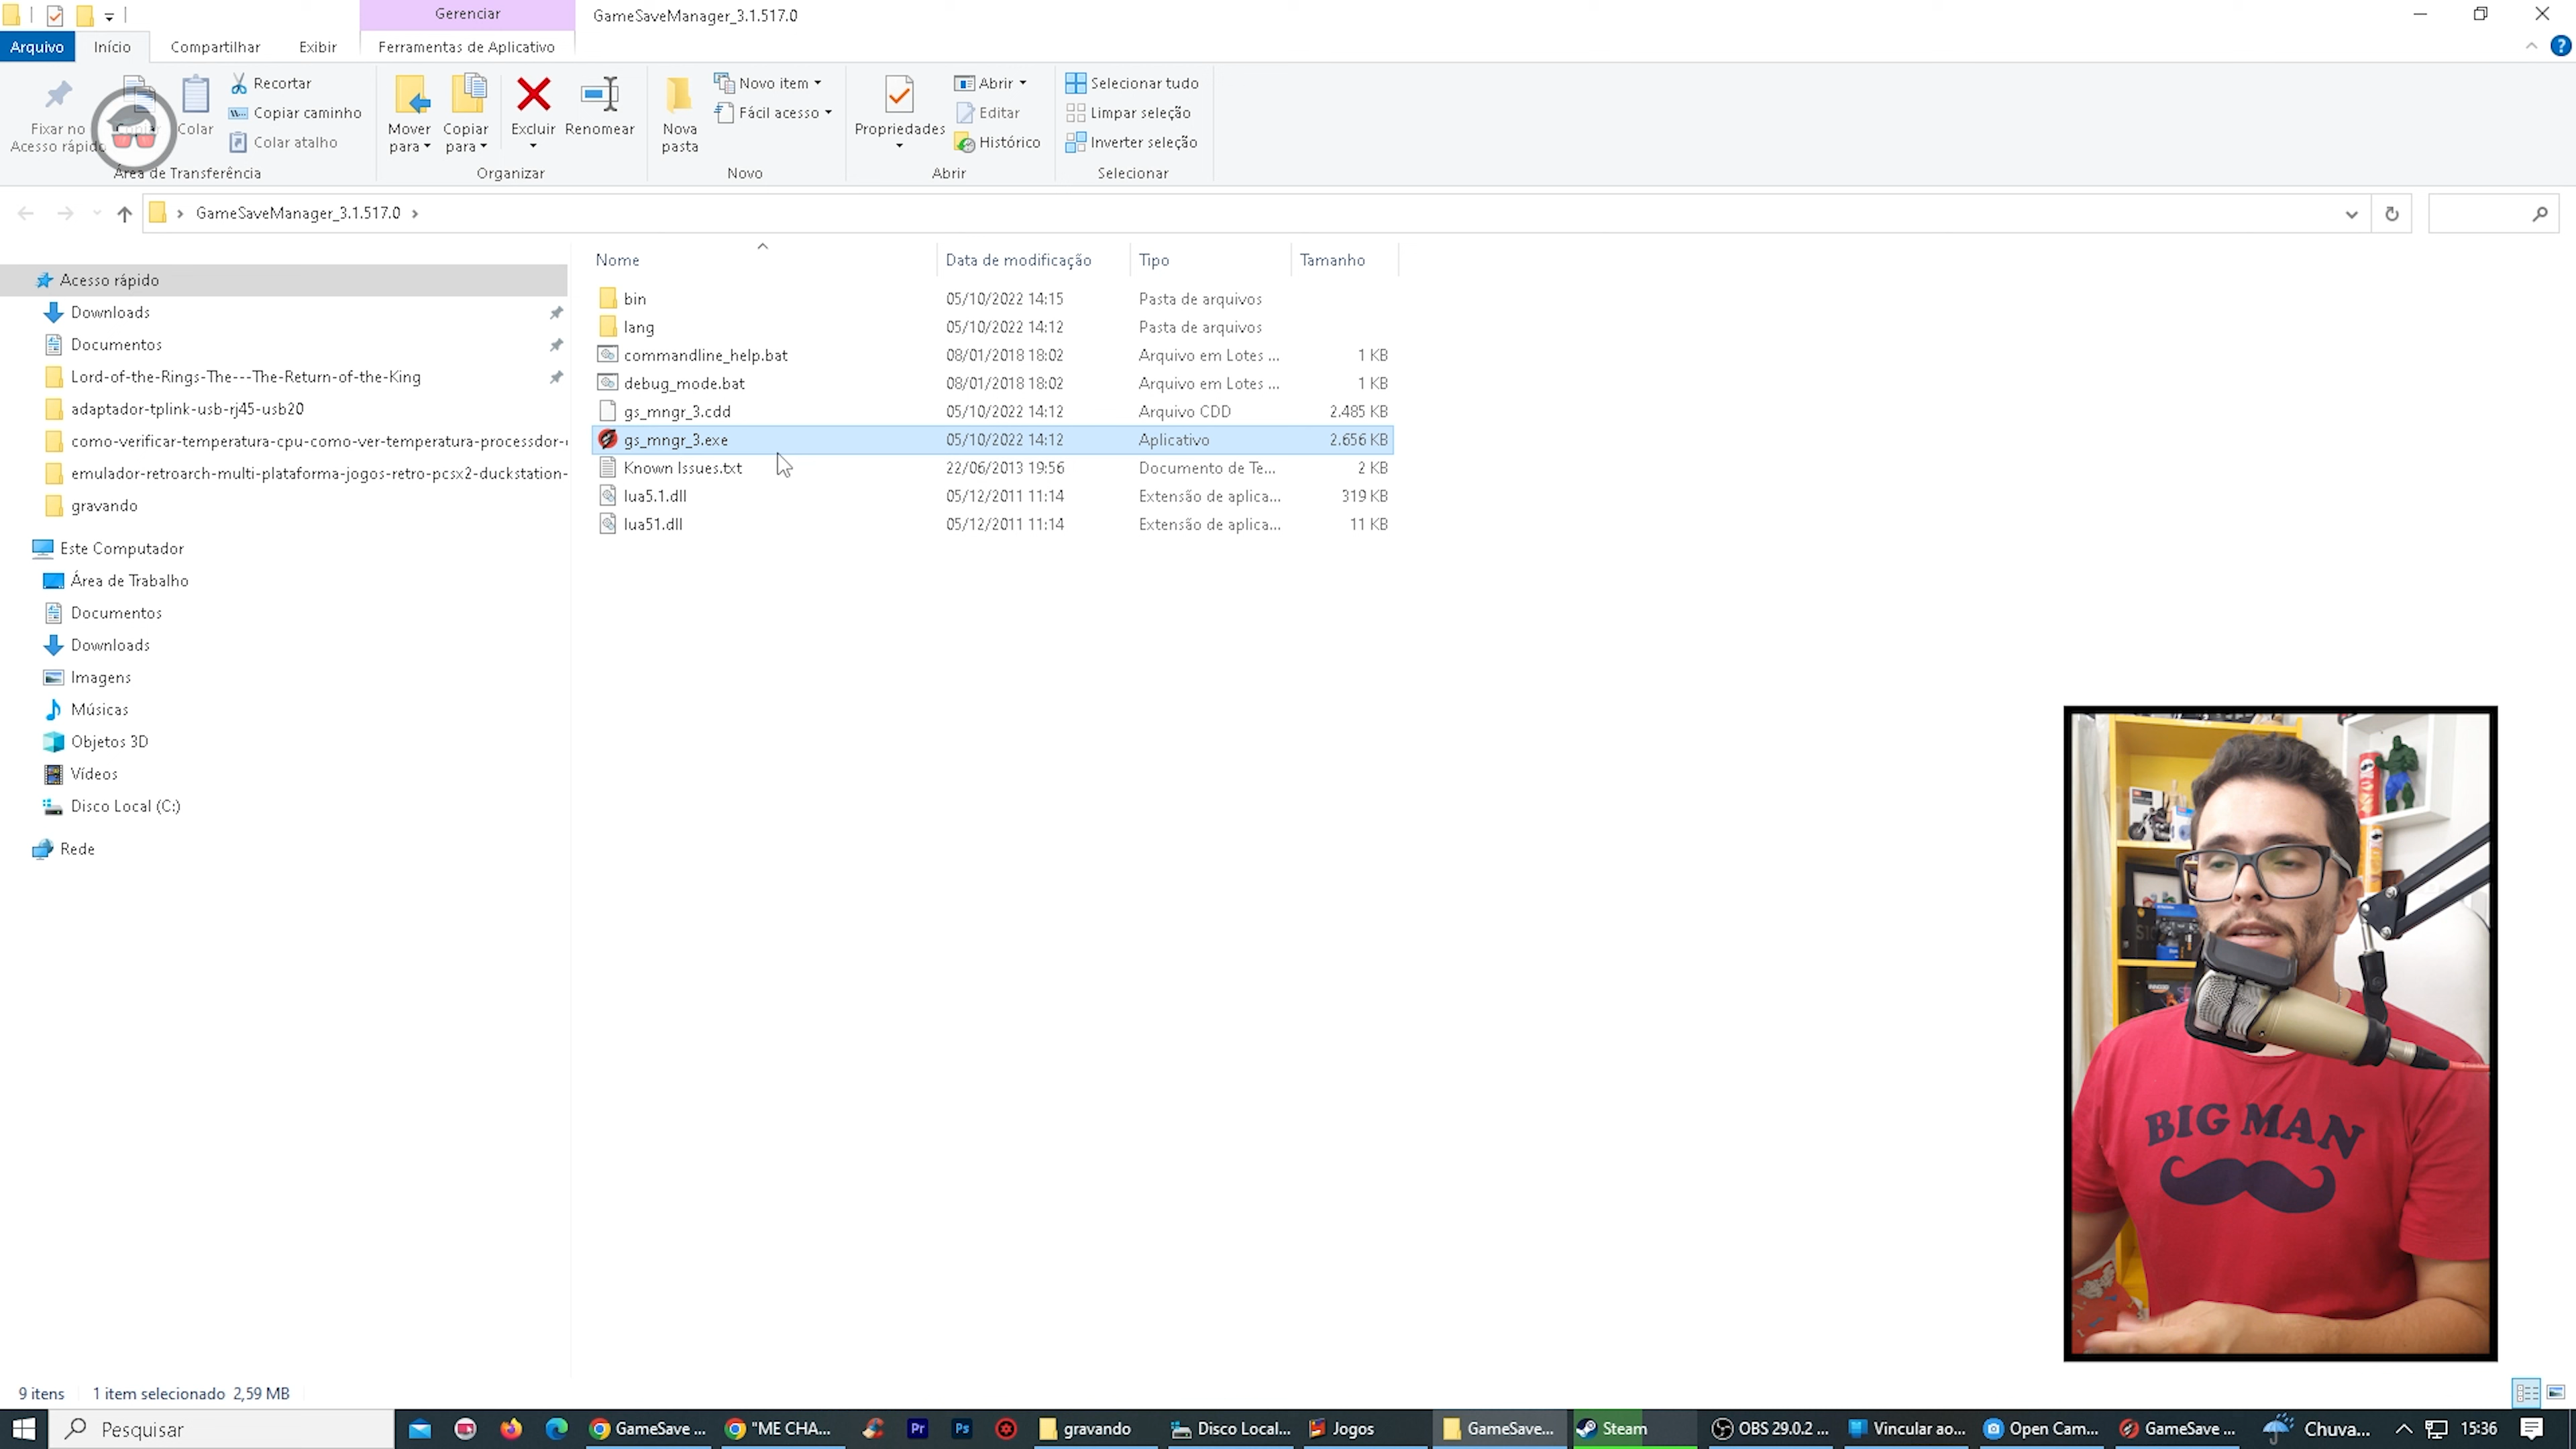 Gerenciar
GameSaveManager_3.1.517.0
Arquivo
Início
Compartilhar
Exibir
Ferramentas de Aplicativo
Fixar no
Acesso rápido
Colar
Recortar
Copiar caminho
Colar atalho
Área de Transferência
Mover
para
Copiar
para
Excluir
Renomear
Organizar
Nova
pasta
Novo item
Fácil acesso
Novo
Propriedades
Abrir
Editar
Histórico
Abrir
Selecionar tudo
Limpar seleção
Inverter seleção
Selecionar
GameSaveManager_3.1.517.0
Nome
Data de modificação
Tipo
Tamanho
bin 05/10/2022 14:15 Pasta de arquivos
lang 05/10/2022 14:12 Pasta de arquivos
commandline_help.bat 08/01/2018 18:02 Arquivo em Lotes ... 1 KB
debug_mode.bat 08/01/2018 18:02 Arquivo em Lotes ... 1 KB
gs_mngr_3.cdd 05/10/2022 14:12 Arquivo CDD 2.485 KB
gs_mngr_3.exe 05/10/2022 14:12 Aplicativo 2.656 KB
Known Issues.txt 22/06/2013 19:56 Documento de Te... 2 KB
lua5.1.dll 05/12/2011 11:14 Extensão de aplica... 319 KB
lua51.dll 05/12/2011 11:14 Extensão de aplica... 11 KB
Acesso rápido
Downloads
Documentos
Lord-of-the-Rings-The---The-Return-of-the-King
adaptador-tplink-usb-rj45-usb20
como-verificar-temperatura-cpu-como-ver-temperatura-processdor-
emulador-retroarch-multi-plataforma-jogos-retro-pcsx2-duckstation-
gravando
Este Computador
Área de Trabalho
Documentos
Downloads
Imagens
Músicas
Objetos 3D
Vídeos
Disco Local (C:)
Rede
BIG MAN
9 itens
1 item selecionado 2,59 MB
Pesquisar
GameSave ...
"ME CHA...
Pr
Ps
gravando
Disco Local...
Jogos
GameSave...
Steam
OBS 29.0.2 ...
Vincular ao...
Open Cam...
GameSave ...
Chuva...
15:36